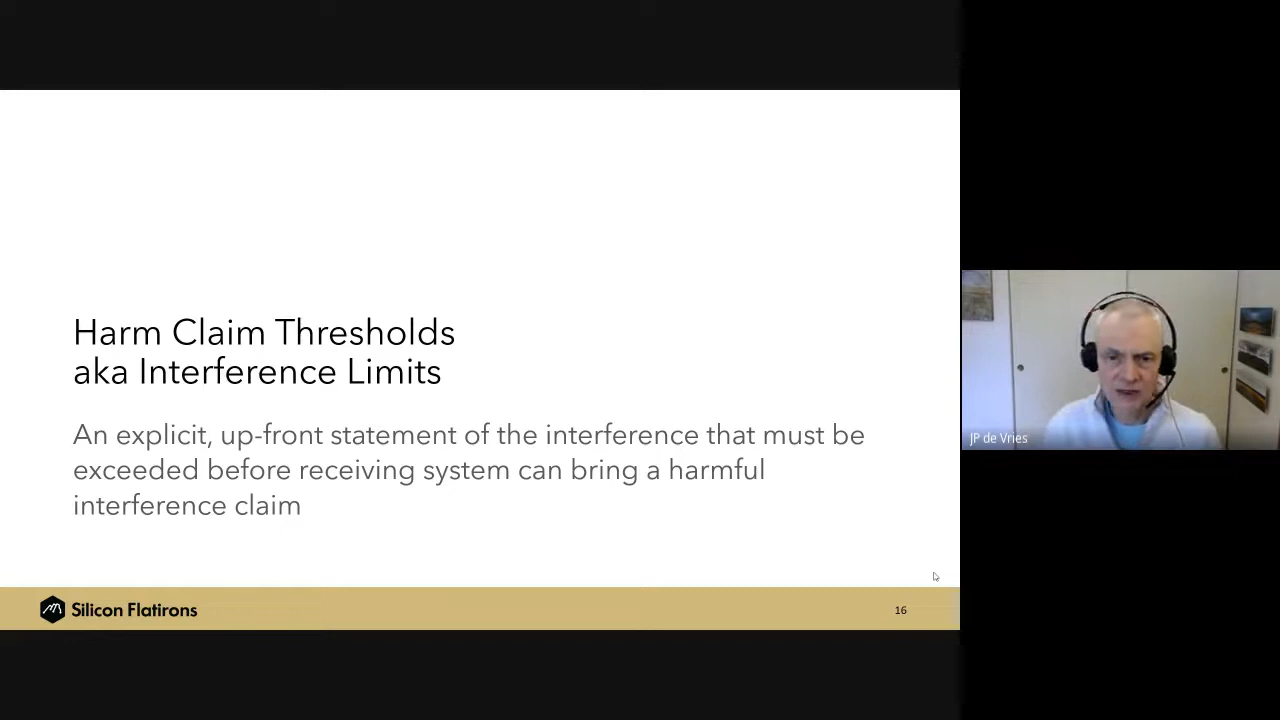 Harm Claim Thresholds
aka Interference Limits
An explicit, up-front statement of the interference that must be
exceeded before receiving system can bring a harmful
interference claim
Silicon Flatirons
16
JP de Vries